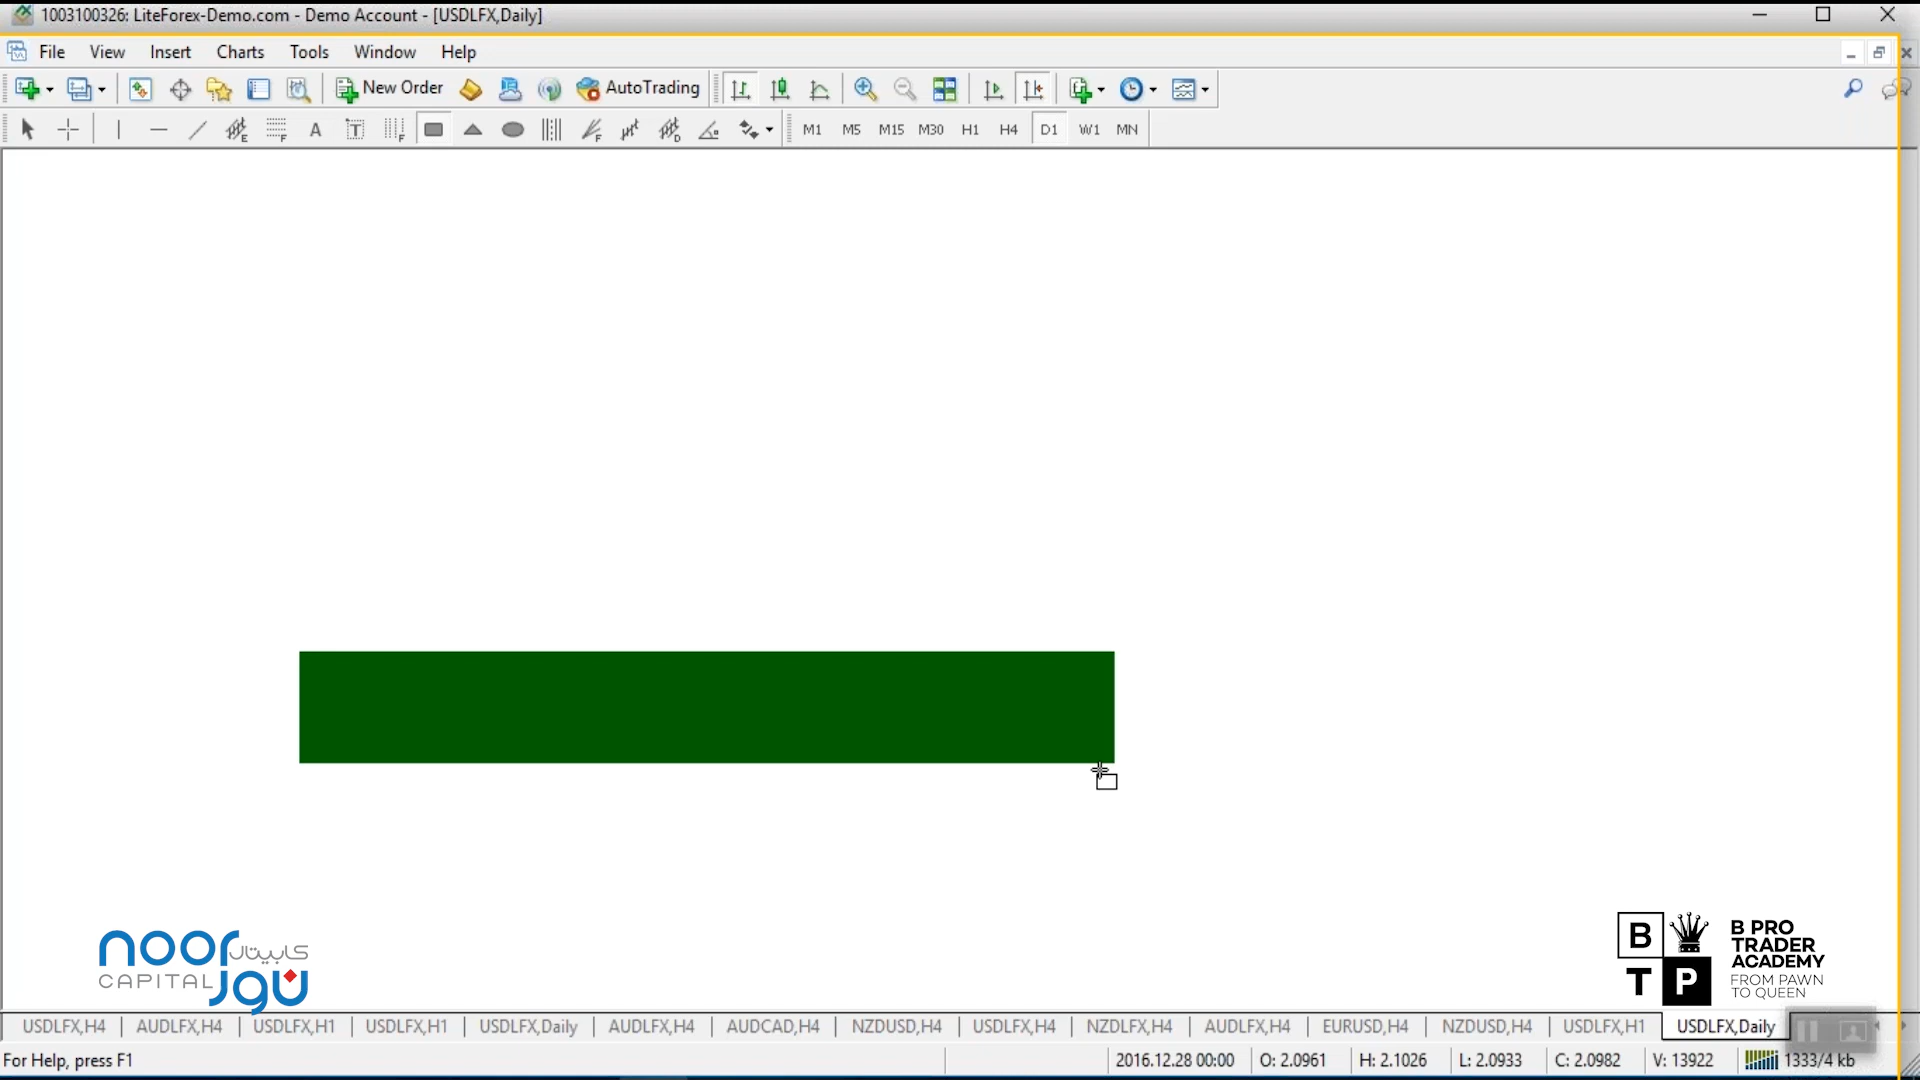 1003100326: LiteForex-Demo.com - Demo Account - [USDLFX,Daily]
File View Insert Charts Tools Window Help
New Order AutoTrading
A T M1 M5 M15 M30 H1 H4 D1 W1 MN
noor كابيتال
CAPITAL نور
B T P
B PRO
TRADER
ACADEMY
FROM PAWN
TO QUEEN
USDLFX,H4 AUDLFX,H4 USDLFX,H1 USDLFX,H1 USDLFX,Daily AUDLFX,H4 AUDCAD,H4 NZDUSD,H4 USDLFX,H4 NZDLFX,H4 AUDLFX,H4 EURUSD,H4 NZDUSD,H4 USDLFX,H1 USDLFX,Daily
For Help, press F1 2016.12.28 00:00 O: 2.0961 H: 2.1026 L: 2.0933 C: 2.0982 V: 13922 1333/4 kb